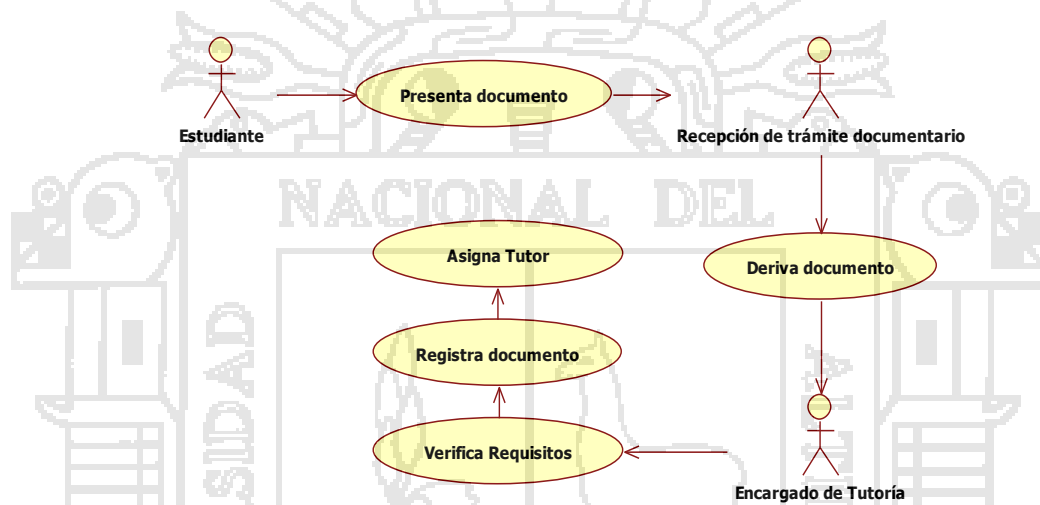 Presenta documento
Estudiante
Recepción de trámite documentario
NACIONAL DEL
Asigna Tutor
Deriva documento
Registra documento
Verifica Requisitos
Encargado de Tutoría
SIDAD